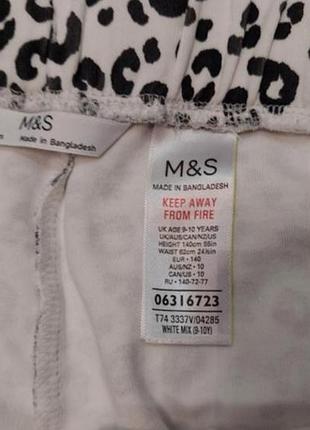 M&S
Made in Bangladesh
M&S
MADE IN BANGLADESH
KEEP AWAY
FROM FIRE
UK AGE 9-10 YEARS
UK/AUS/CAN/NZ/US
HEIGHT 140cm 55in
WAIST 62cm 24½in
EUR • 140
AUS/NZ • 10
CAN/US • 10
RU • 140-72-77
06316723
T74 3337V/04285
WHITE MIX (9-10Y)